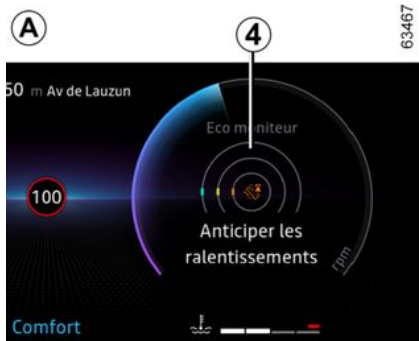 A
4
63467
50 m Av de Lauzun
Eco moniteur
100
Anticiper les
ralentissements
rpm
Comfort